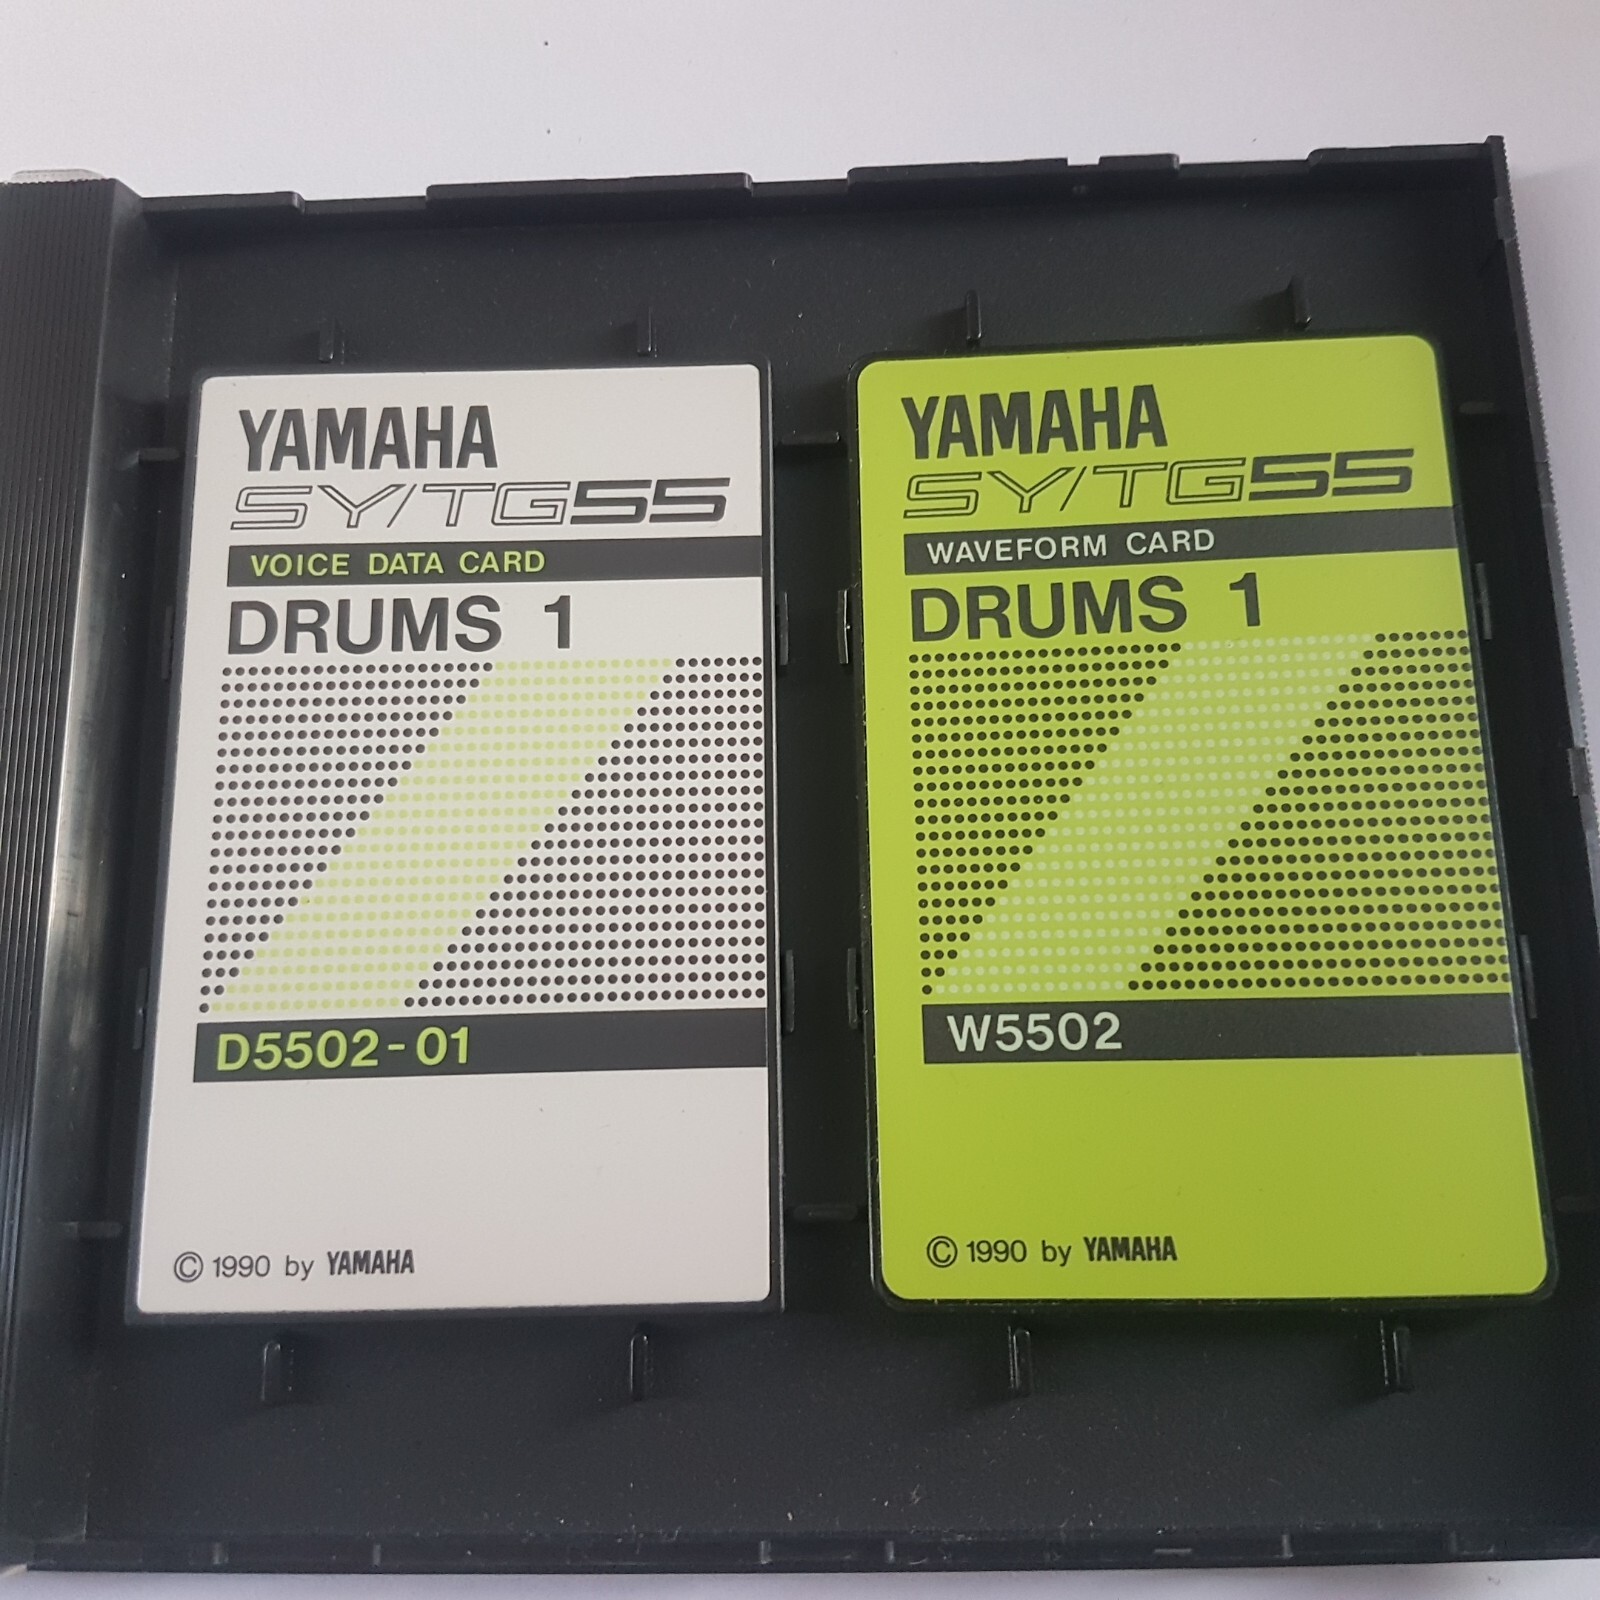 YAMAHA
SY/TG55
VOICE DATA CARD
DRUMS 1
D5502-01
© 1990 by YAMAHA
YAMAHA
SY/TG55
WAVEFORM CARD
DRUMS 1
W5502
© 1990 by YAMAHA